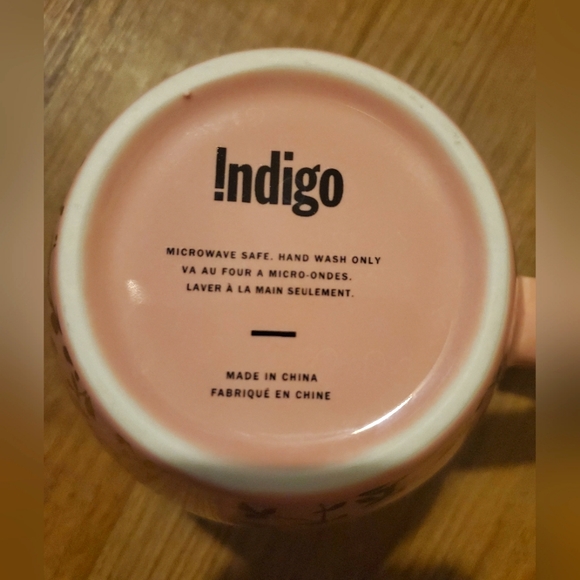 !ndigo
MICROWAVE SAFE. HAND WASH ONLY
VA AU FOUR A MICRO-ONDES.
LAVER À LA MAIN SEULEMENT.
MADE IN CHINA
FABRIQUÉ EN CHINE